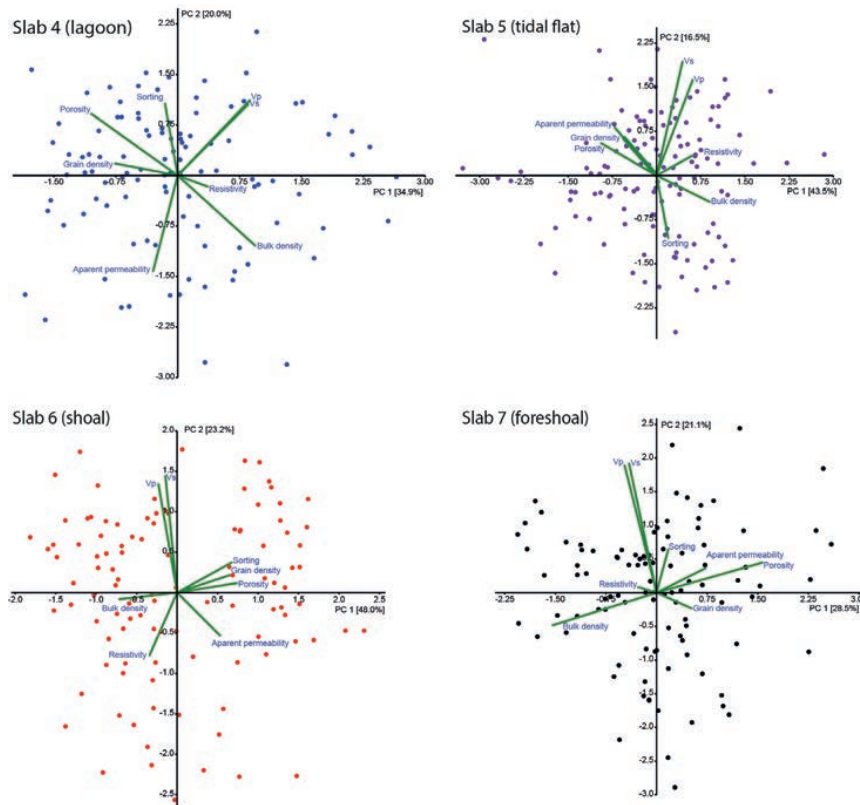 Slab 4 (lagoon)
PC 2 [20.0%]
2.25
1.50
Sorting
Vp
Vs
Porosity
0.75
Grain density
-1.50
-0.75
Resistivity
0.75
1.50
2.25
3.00
PC 1 [34.9%]
-0.75
Bulk density
Aparent permeability
-1.50
-2.25
-3.00
Slab 5 (tidal flat)
PC 2 [16.5%]
2.25
Vs
Vp
1.50
Aparent permeability
0.75
Grain density
Porosity
Resistivity
-3.00
-2.25
-1.50
-0.75
0.75
1.50
2.25
3.00
PC 1 [43.5%]
Bulk density
-0.75
Sorting
-1.50
-2.25
Slab 6 (shoal)
2.0
PC 2 [23.2%]
1.5
Vs
Vp
1.0
0.5
Sorting
Grain density
Porosity
-2.0
-1.5
-1.0
-0.5
0.5
1.0
1.5
2.0
2.5
Bulk density
PC 1 [48.0%]
-0.5
Aparent permeability
Resistivity
-1.0
-1.5
-2.0
-2.5
Slab 7 (foreshoal)
2.5
PC 2 [21.1%]
2.0
Vp
Vs
1.5
1.0
Sorting
0.5
Aparent permeability
Porosity
Resistivity
-2.25
-1.50
-0.75
0.75
1.50
2.25
Grain density
PC 1 [28.5%]
Bulk density
-0.5
-1.0
-1.5
-2.0
-2.5
-3.0